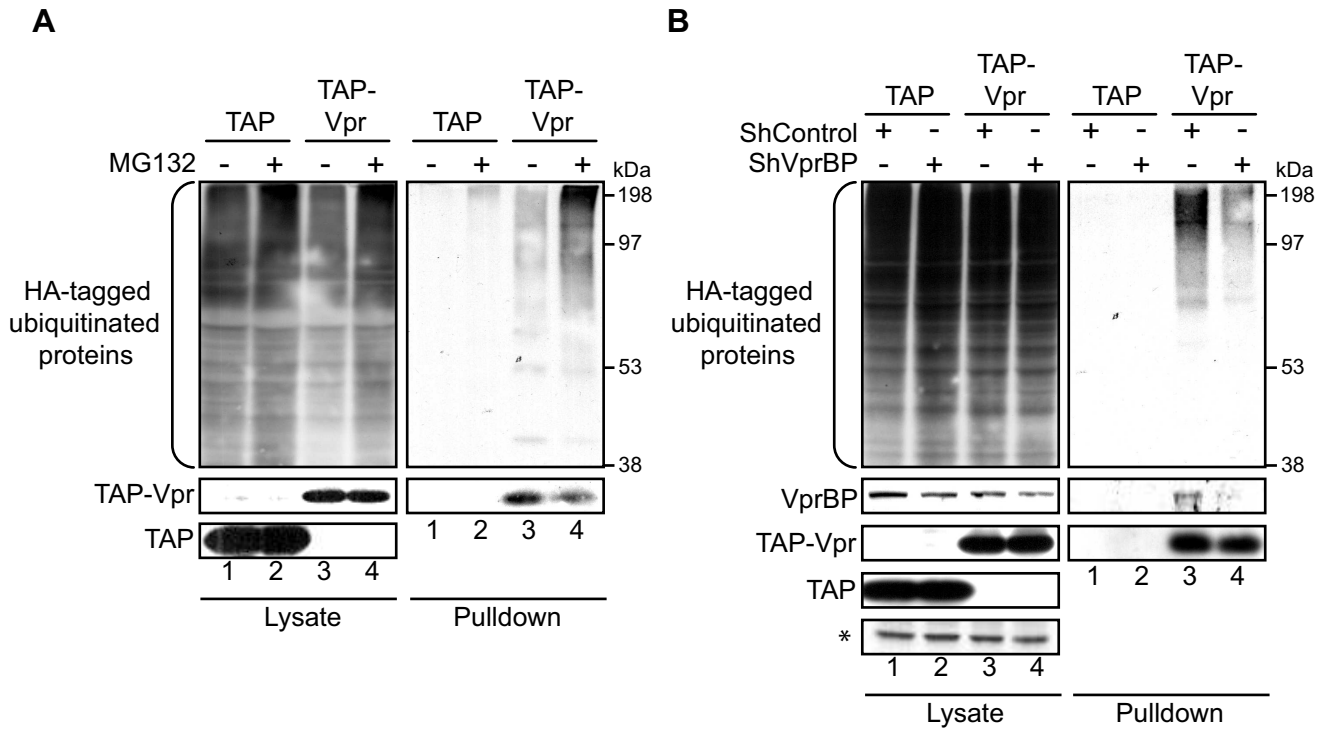 A
TAP
TAP-
Vpr
TAP
TAP-
Vpr
MG132 - + - + - + - +
kDa
198
97
53
38
HA-tagged
ubiquitinated
proteins
TAP-Vpr
TAP
1 2 3 4
1 2 3 4
Lysate
Pulldown
B
TAP
TAP-
Vpr
TAP
TAP-
Vpr
ShControl + - + - + - + -
ShVprBP - + - + - + - +
kDa
198
97
53
38
HA-tagged
ubiquitinated
proteins
VprBP
TAP-Vpr
TAP
*
1 2 3 4
1 2 3 4
Lysate
Pulldown